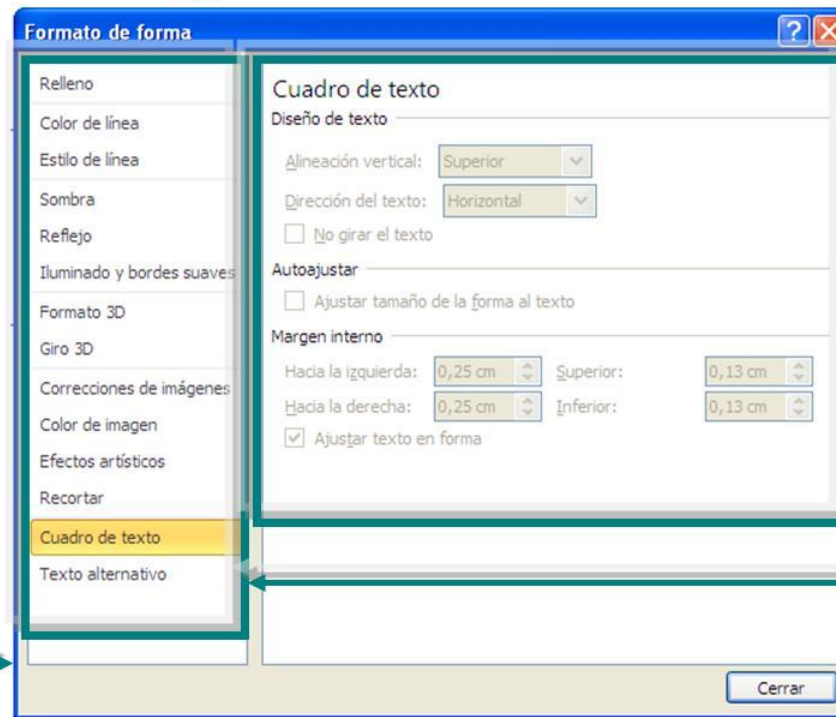 Formato de forma
Relleno
Color de línea
Estilo de línea
Sombra
Reflejo
Iluminado y bordes suaves
Formato 3D
Giro 3D
Correcciones de imágenes
Color de imagen
Efectos artísticos
Recortar
Cuadro de texto
Texto alternativo
Cuadro de texto
Diseño de texto
Alineación vertical: Superior
Dirección del texto: Horizontal
No girar el texto
Autoajustar
Ajustar tamaño de la forma al texto
Margen interno
Hacia la izquierda: 0,25 cm Superior: 0,13 cm
Hacia la derecha: 0,25 cm Inferior: 0,13 cm
Ajustar texto en forma
Cerrar